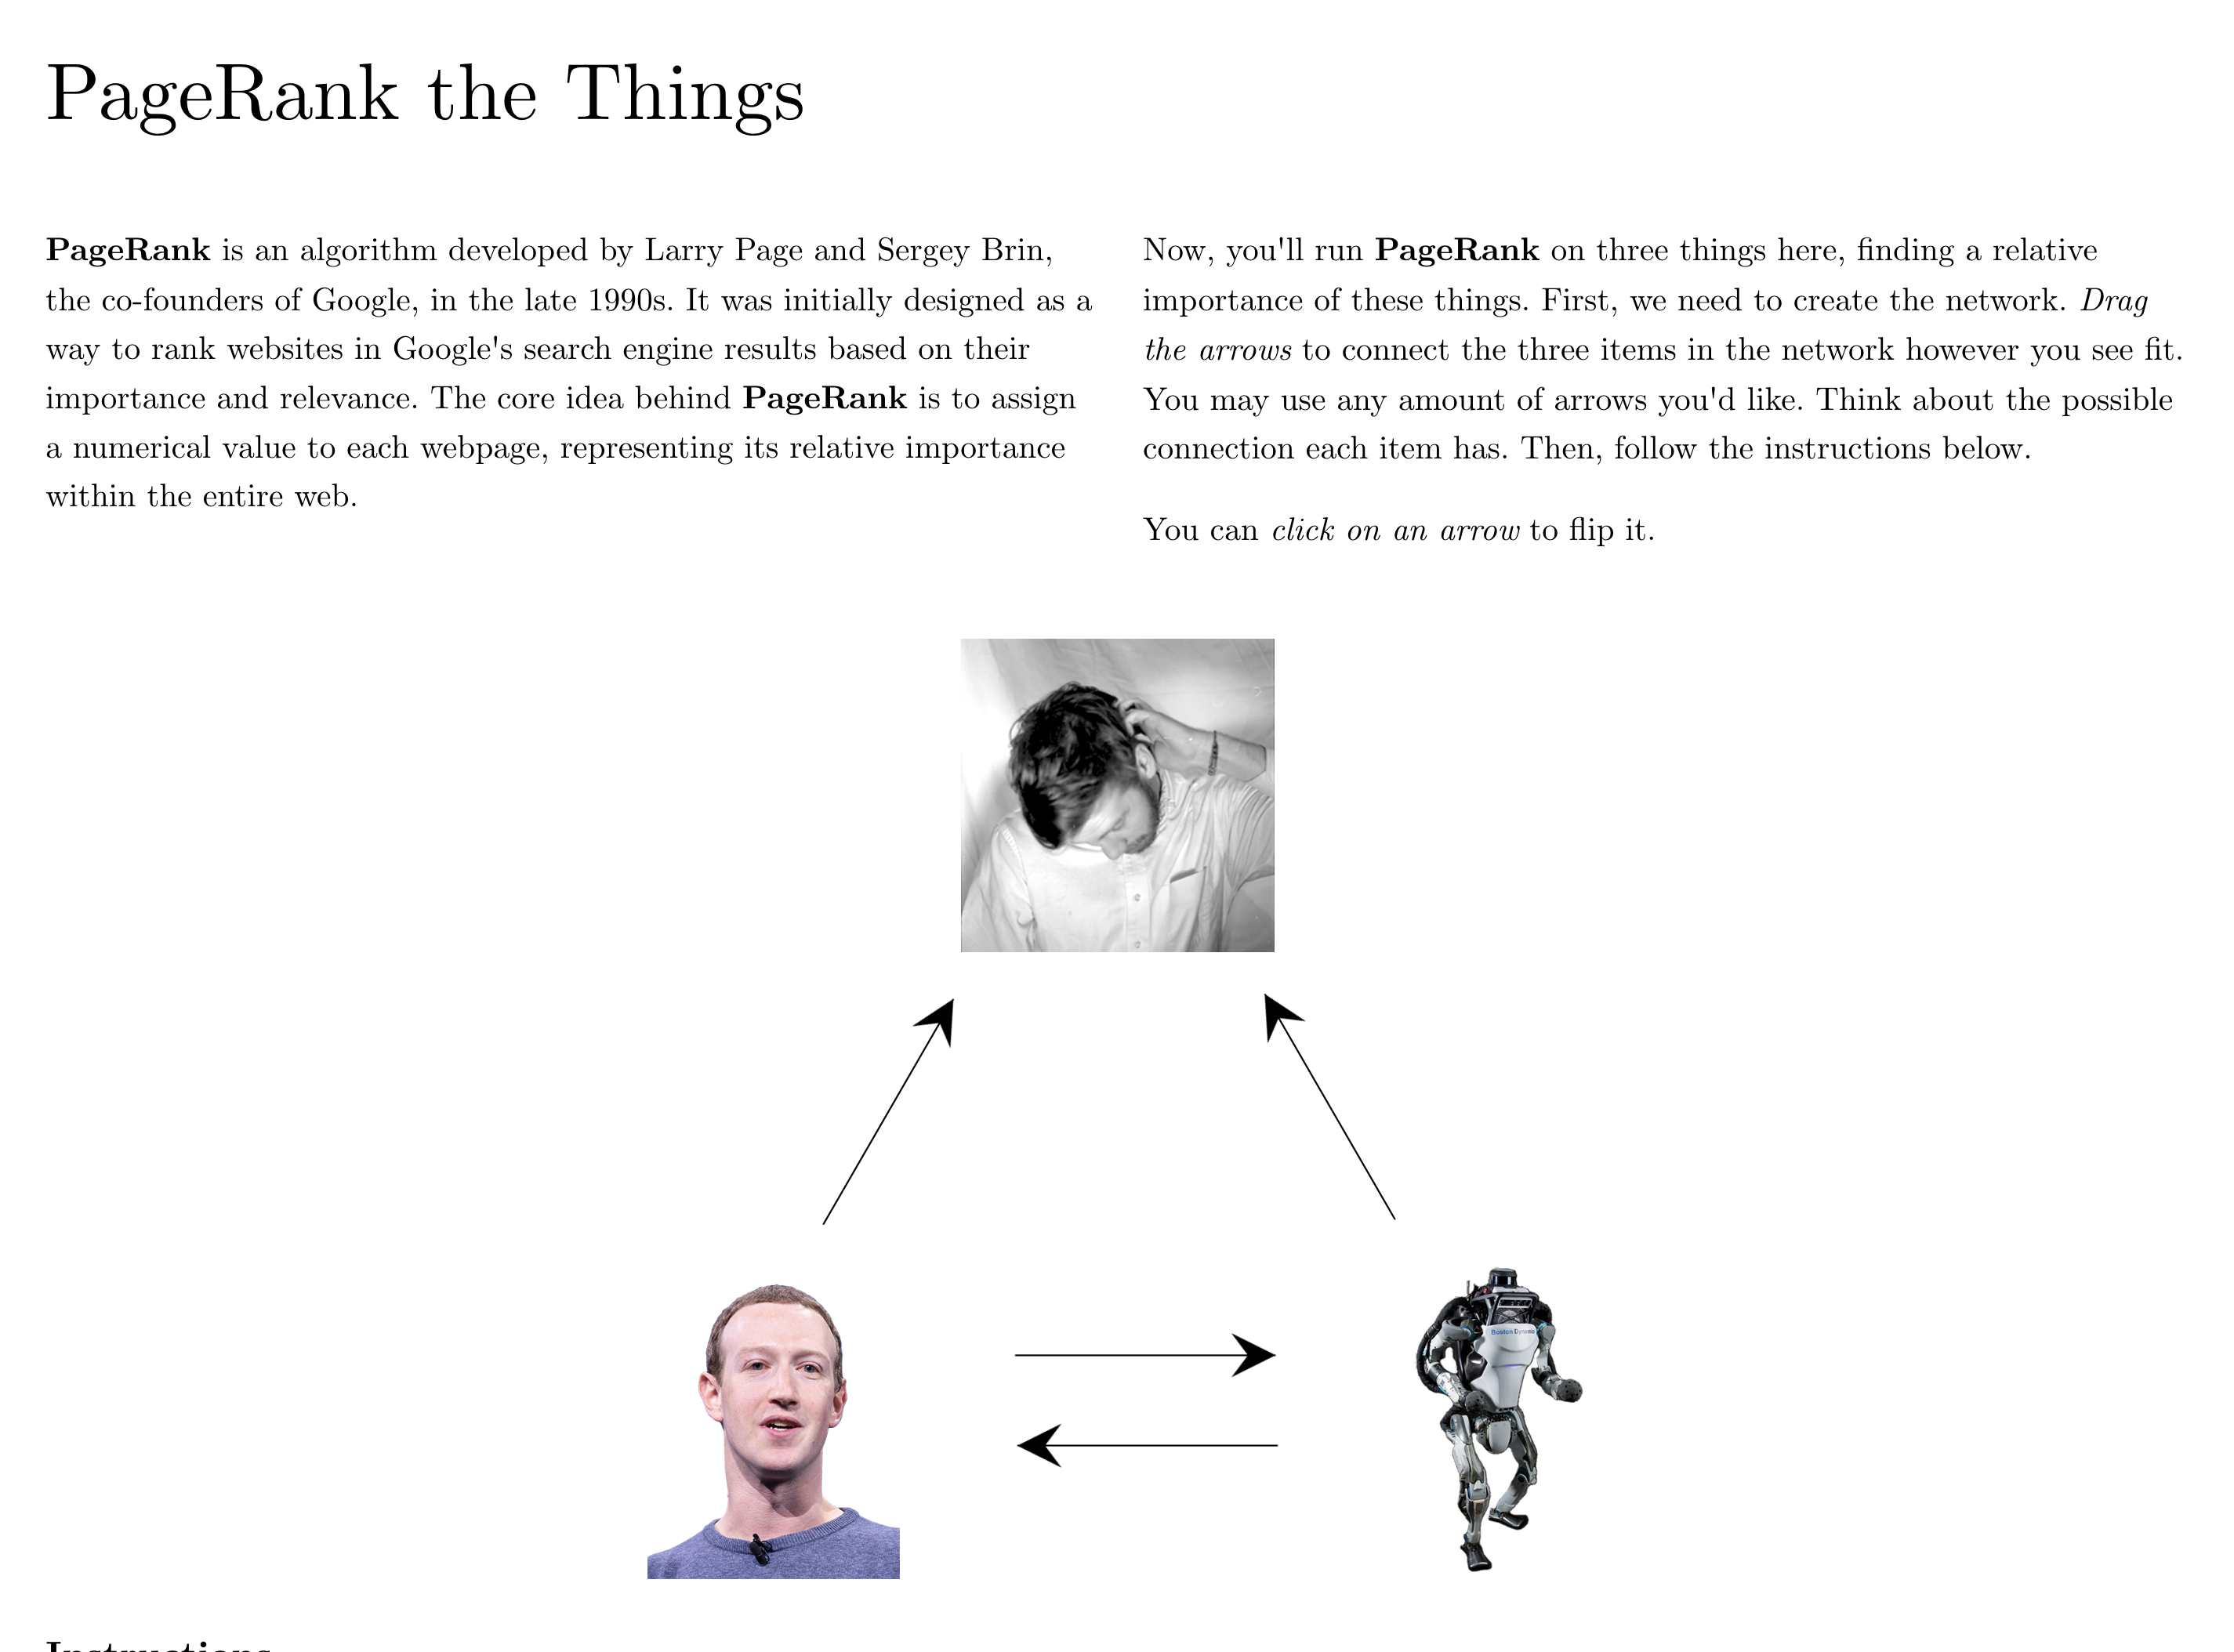 PageRank the Things
PageRank is an algorithm developed by Larry Page and Sergey Brin,
the co-founders of Google, in the late 1990s. It was initially designed as a
way to rank websites in Google's search engine results based on their
importance and relevance. The core idea behind PageRank is to assign
a numerical value to each webpage, representing its relative importance
within the entire web.
Now, you'll run PageRank on three things here, finding a relative
importance of these things. First, we need to create the network. Drag
the arrows to connect the three items in the network however you see fit.
You may use any amount of arrows you'd like. Think about the possible
connection each item has. Then, follow the instructions below.
You can click on an arrow to flip it.
Boston Dynamics
Instructions